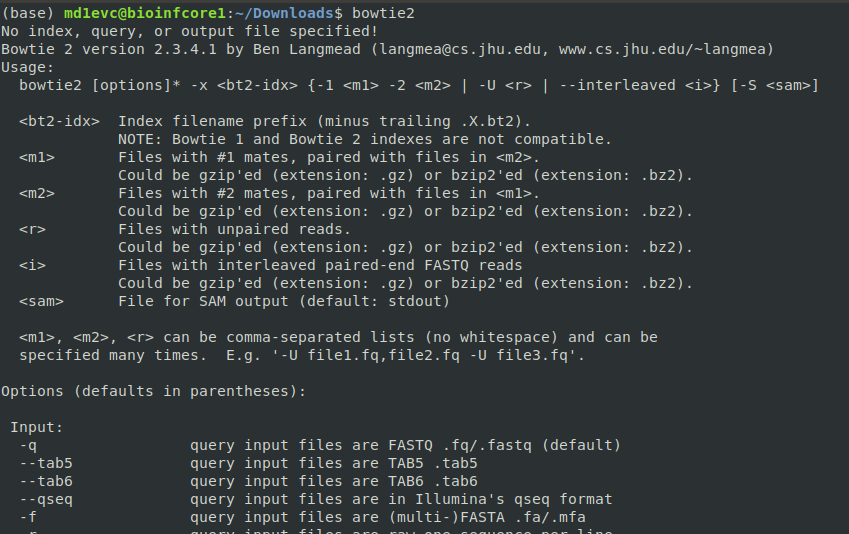 (base) md1evc@bioinfcore1:~/Downloads$ bowtie2
No index, query, or output file specified!
Bowtie 2 version 2.3.4.1 by Ben Langmead (langmea@cs.jhu.edu, www.cs.jhu.edu/~langmea)
Usage:
  bowtie2 [options]* -x <bt2-idx> {-1 <m1> -2 <m2> | -U <r> | --interleaved <i>} [-S <sam>]

  <bt2-idx>  Index filename prefix (minus trailing .X.bt2).
             NOTE: Bowtie 1 and Bowtie 2 indexes are not compatible.
  <m1>       Files with #1 mates, paired with files in <m2>.
             Could be gzip'ed (extension: .gz) or bzip2'ed (extension: .bz2).
  <m2>       Files with #2 mates, paired with files in <m1>.
             Could be gzip'ed (extension: .gz) or bzip2'ed (extension: .bz2).
  <r>        Files with unpaired reads.
             Could be gzip'ed (extension: .gz) or bzip2'ed (extension: .bz2).
  <i>        Files with interleaved paired-end FASTQ reads
             Could be gzip'ed (extension: .gz) or bzip2'ed (extension: .bz2).
  <sam>      File for SAM output (default: stdout)

  <m1>, <m2>, <r> can be comma-separated lists (no whitespace) and can be
  specified many times.  E.g. '-U file1.fq,file2.fq -U file3.fq'.

Options (defaults in parentheses):

 Input:
  -q                 query input files are FASTQ .fq/.fastq (default)
  --tab5             query input files are TAB5 .tab5
  --tab6             query input files are TAB6 .tab6
  --qseq             query input files are in Illumina's qseq format
  -f                 query input files are (multi-)FASTA .fa/.mfa
  -r                 query input files are raw one-sequence-per-line